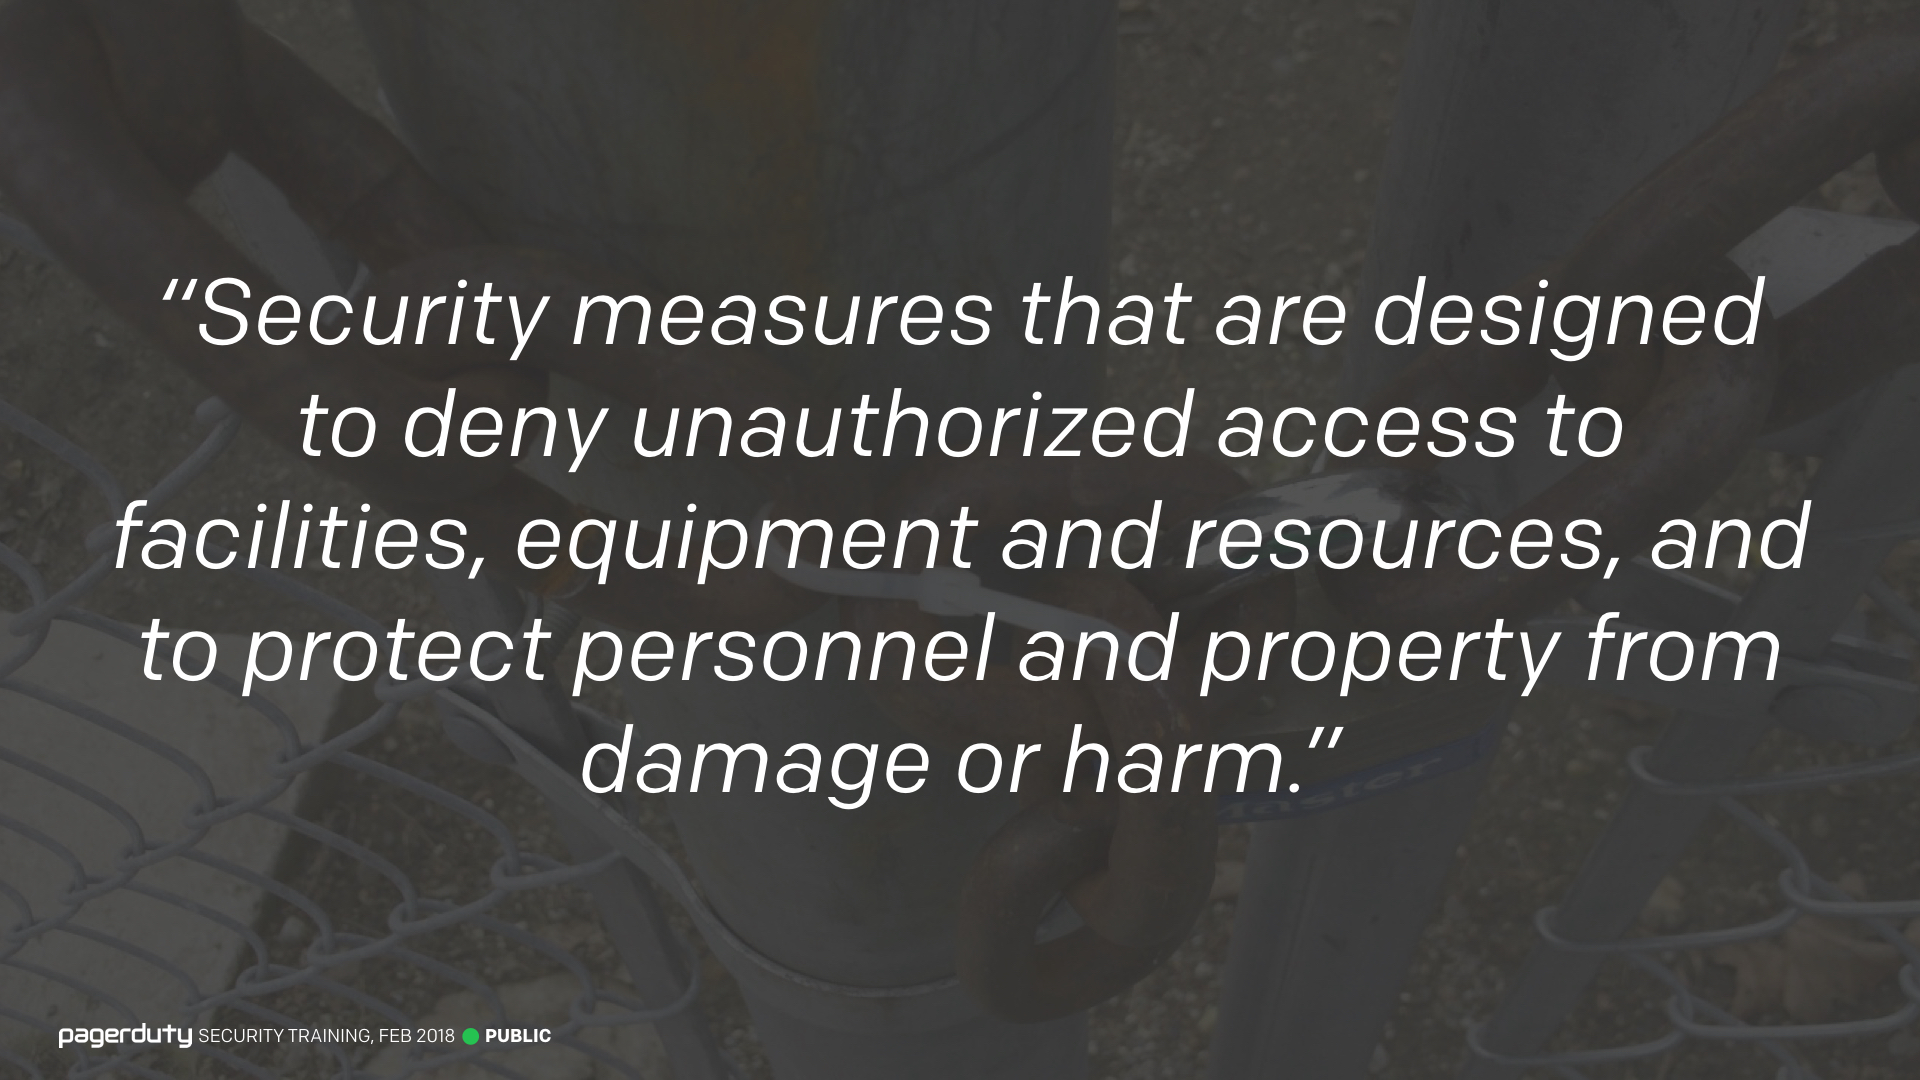 “Security measures that are designed
to deny unauthorized access to
facilities, equipment and resources, and
to protect personnel and property from
damage or harm.”
pagerduty SECURITY TRAINING, FEB 2018 PUBLIC